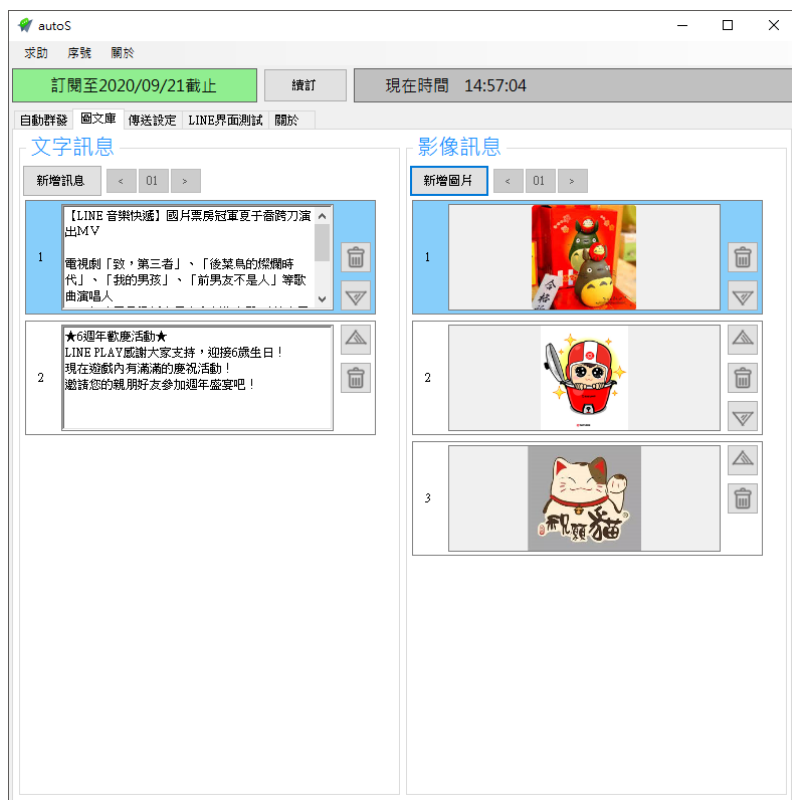 autoS
求助 序號 關於
訂閱至2020/09/21截止 續訂 現在時間 14:57:04
自動群發 圖文庫 傳送設定 LINE界面測試 關於
文字訊息
新增訊息 < 01 >
1
【LINE 音樂快遞】國片票房冠軍夏于喬跨刀演
出MV
電視劇「致，第三者」、「後菜鳥的燦爛時
代」、「我的男孩」、「前男友不是人」等歌
曲演唱人
2
★6週年歡慶活動★
LINE PLAY感謝大家支持，迎接6歲生日！
現在遊戲內有滿滿的慶祝活動！
邀請您的親朋好友參加週年盛宴吧！
影像訊息
新增圖片 < 01 >
1
合格
2
3
祝願貓